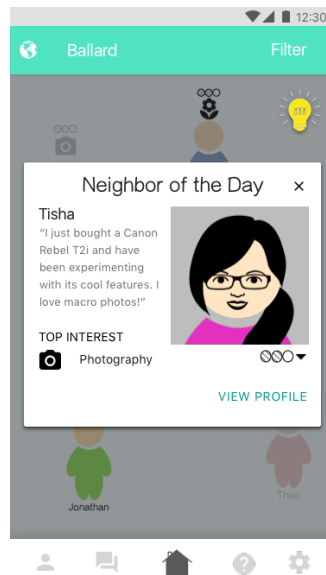 12:30
Ballard
Filter
Neighbor of the Day
Tisha
“I just bought a Canon
Rebel T2i and have
been experimenting
with its cool features. I
love macro photos!”
TOP INTEREST
Photography
VIEW PROFILE
Jonathan
Thuc